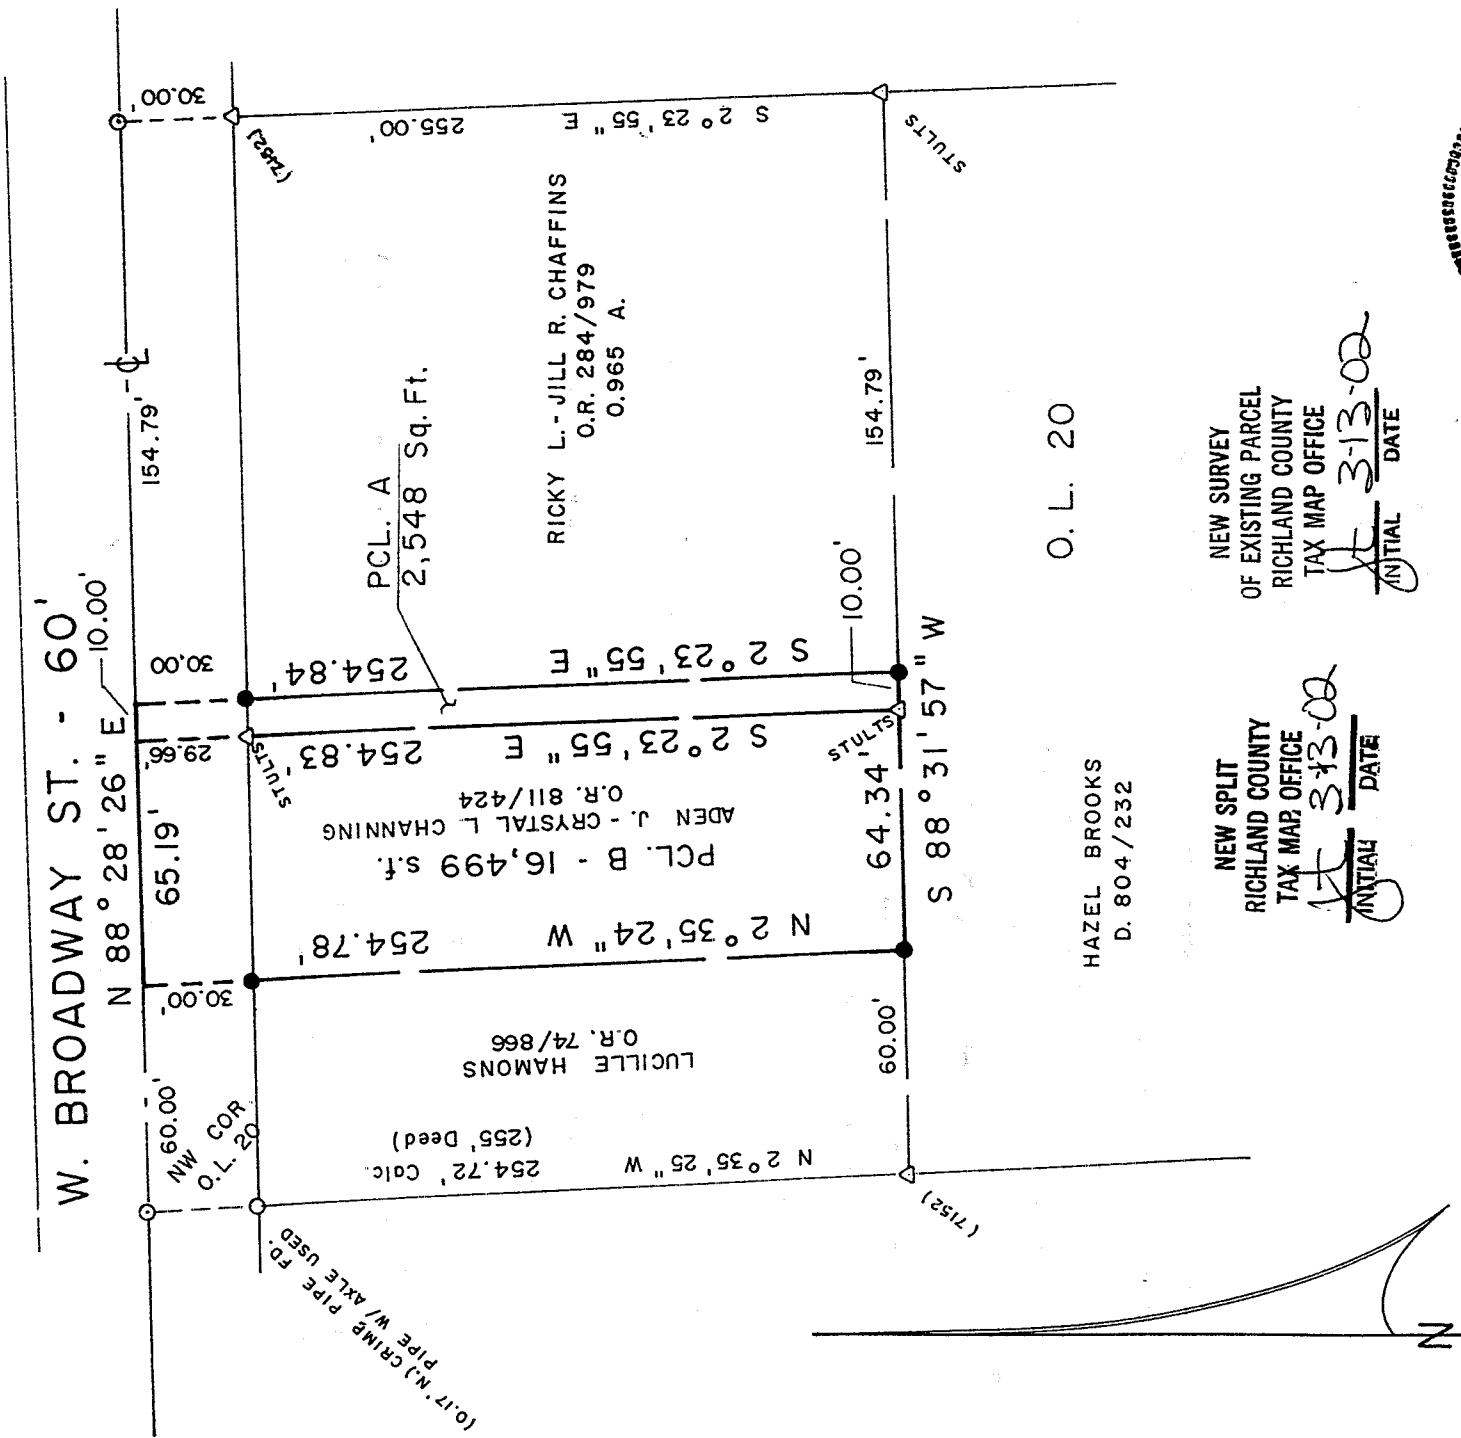 W. BROADWAY ST. - 60'
N 88° 28' 26" E
10.00'
60.00'
65.19'
154.79'
℄
NW COR
O.L. 20
30.00'
29.66'
30.00
30.00'
(0.17' N.) CRIMP PIPE FD.
PIPE W/ AXLE USED
STULTS
(7152)
254.72' Calc.
(255' Deed)
N 2° 35' 25" W
LUCILLE HAMONS
O.R. 74/866
254.78'
N 2° 35' 24" W
PCL. B - 16,499 s.f.
ADEN J. - CRYSTAL L. CHANNING
O.R. 811/424
254.83'
S 2° 23' 55" E
254.84'
S 2° 23' 55" E
PCL. A
2,548 Sq. Ft.
RICKY L. - JILL R. CHAFFINS
O.R. 284/979
0.965 A.
255.00'
S 2° 23' 55" E
(7152)
60.00'
64.34'
STULTS
10.00'
154.79'
STULTS
S 88° 31' 57" W
HAZEL BROOKS
D. 804/232
O. L. 20
NEW SPLIT
RICHLAND COUNTY
TAX MAP OFFICE
3-13-02
INITIAL DATE
NEW SURVEY
OF EXISTING PARCEL
RICHLAND COUNTY
TAX MAP OFFICE
3-13-02
INITIAL DATE
N